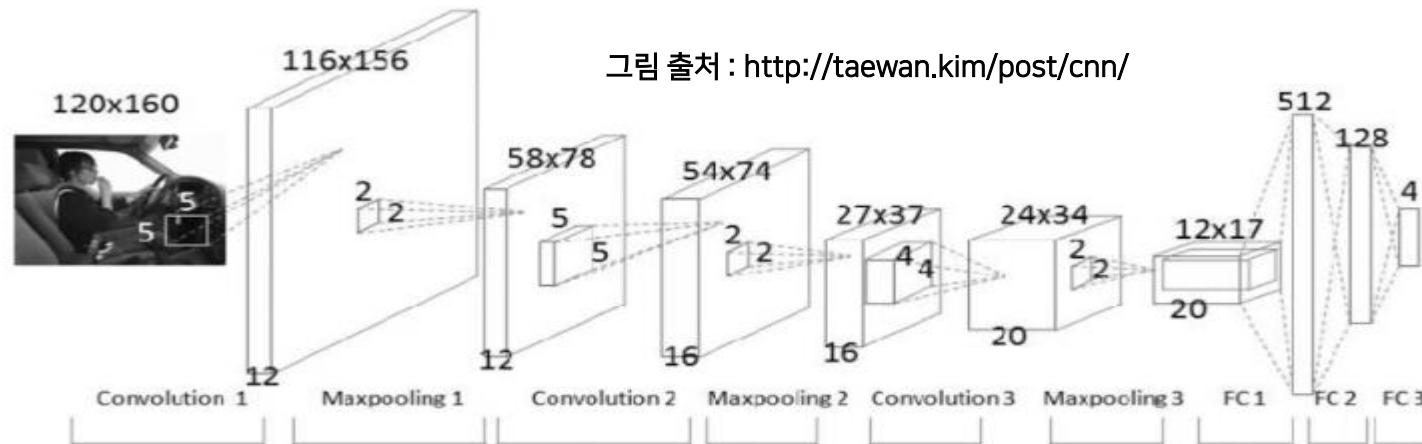 그림 출처 : http://taewan.kim/post/cnn/
120x160
5
5
116x156
12
2
2
58x78
12
5
5
54x74
16
2
2
27x37
16
4
4
24x34
20
2
2
12x17
20
512
128
4
Convolution 1
Maxpooling 1
Convolution 2
Maxpooling 2
Convolution 3
Maxpooling 3
FC 1
FC 2
FC 3